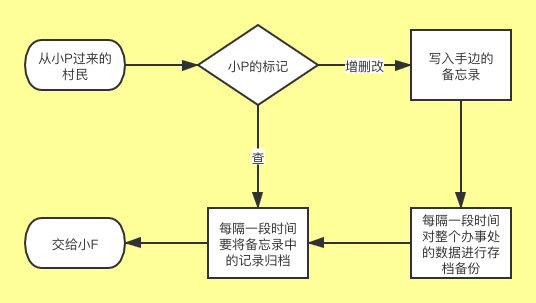 从小P过来的
村民
小P的标记
增删改
写入手边的
备忘录
查
交给小F
每隔一段时间
要将备忘录中
的记录归档
每隔一段时间
对整个办事处
的数据进行存
档备份